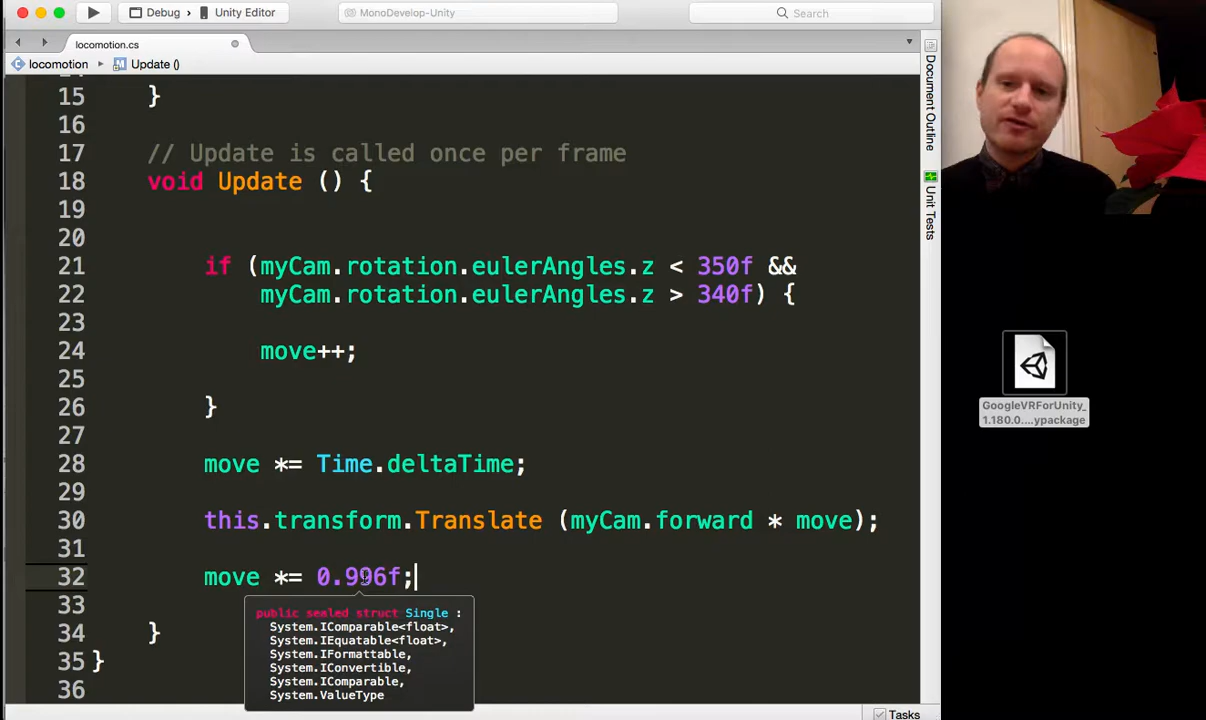 Debug
Unity Editor
MonoDevelop-Unity
Search
locomotion.cs
locomotion
Update ()
15 }
16
17 // Update is called once per frame
18 void Update () {
19
20
21 if (myCam.rotation.eulerAngles.z < 350f &&
22 myCam.rotation.eulerAngles.z > 340f) {
23
24 move++;
25
26 }
27
28 move *= Time.deltaTime;
29
30 this.transform.Translate (myCam.forward * move);
31
32 move *= 0.996f;
33
34 }
35 }
36
public sealed struct Single :
System.IComparable<float>,
System.IEquatable<float>,
System.IFormattable,
System.IConvertible,
System.IComparable,
System.ValueType
Document Outline
Unit Tests
GoogleVRForUnity_
1.180.0....ypackage
Tasks